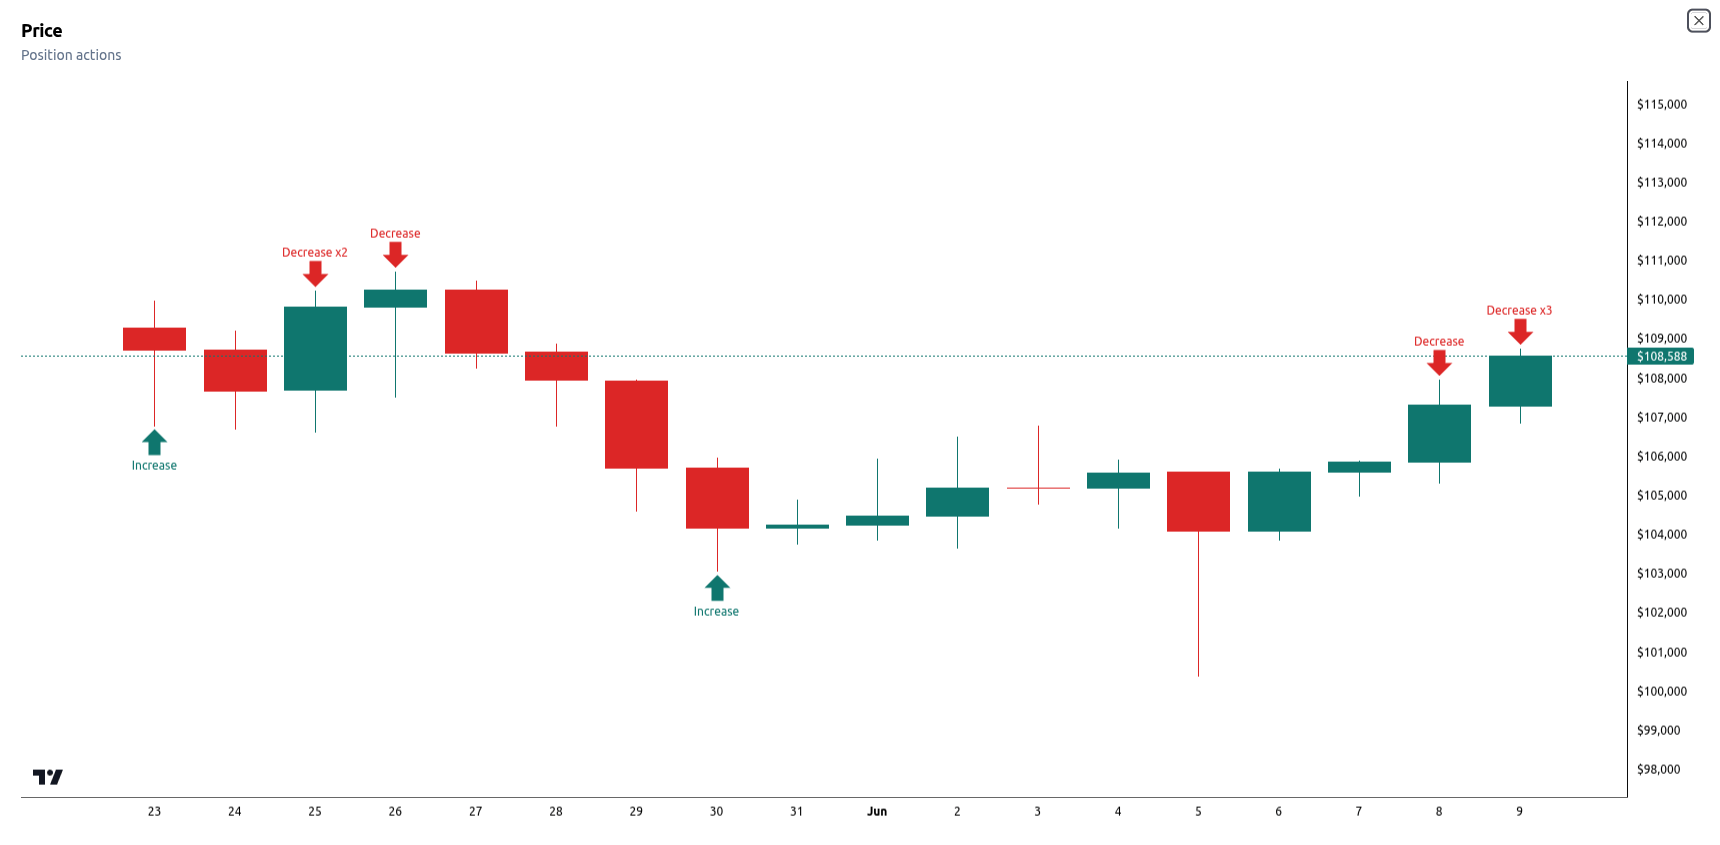 Price
Position actions
$115,000
$114,000
$113,000
$112,000
Decrease
Decrease x2
$111,000
$110,000
Decrease x3
$109,000
Decrease
$108,588
$108,000
$107,000
Increase
$106,000
$105,000
$104,000
$103,000
Increase
$102,000
$101,000
$100,000
$99,000
$98,000
23 24 25 26 27 28 29 30 31 Jun 2 3 4 5 6 7 8 9